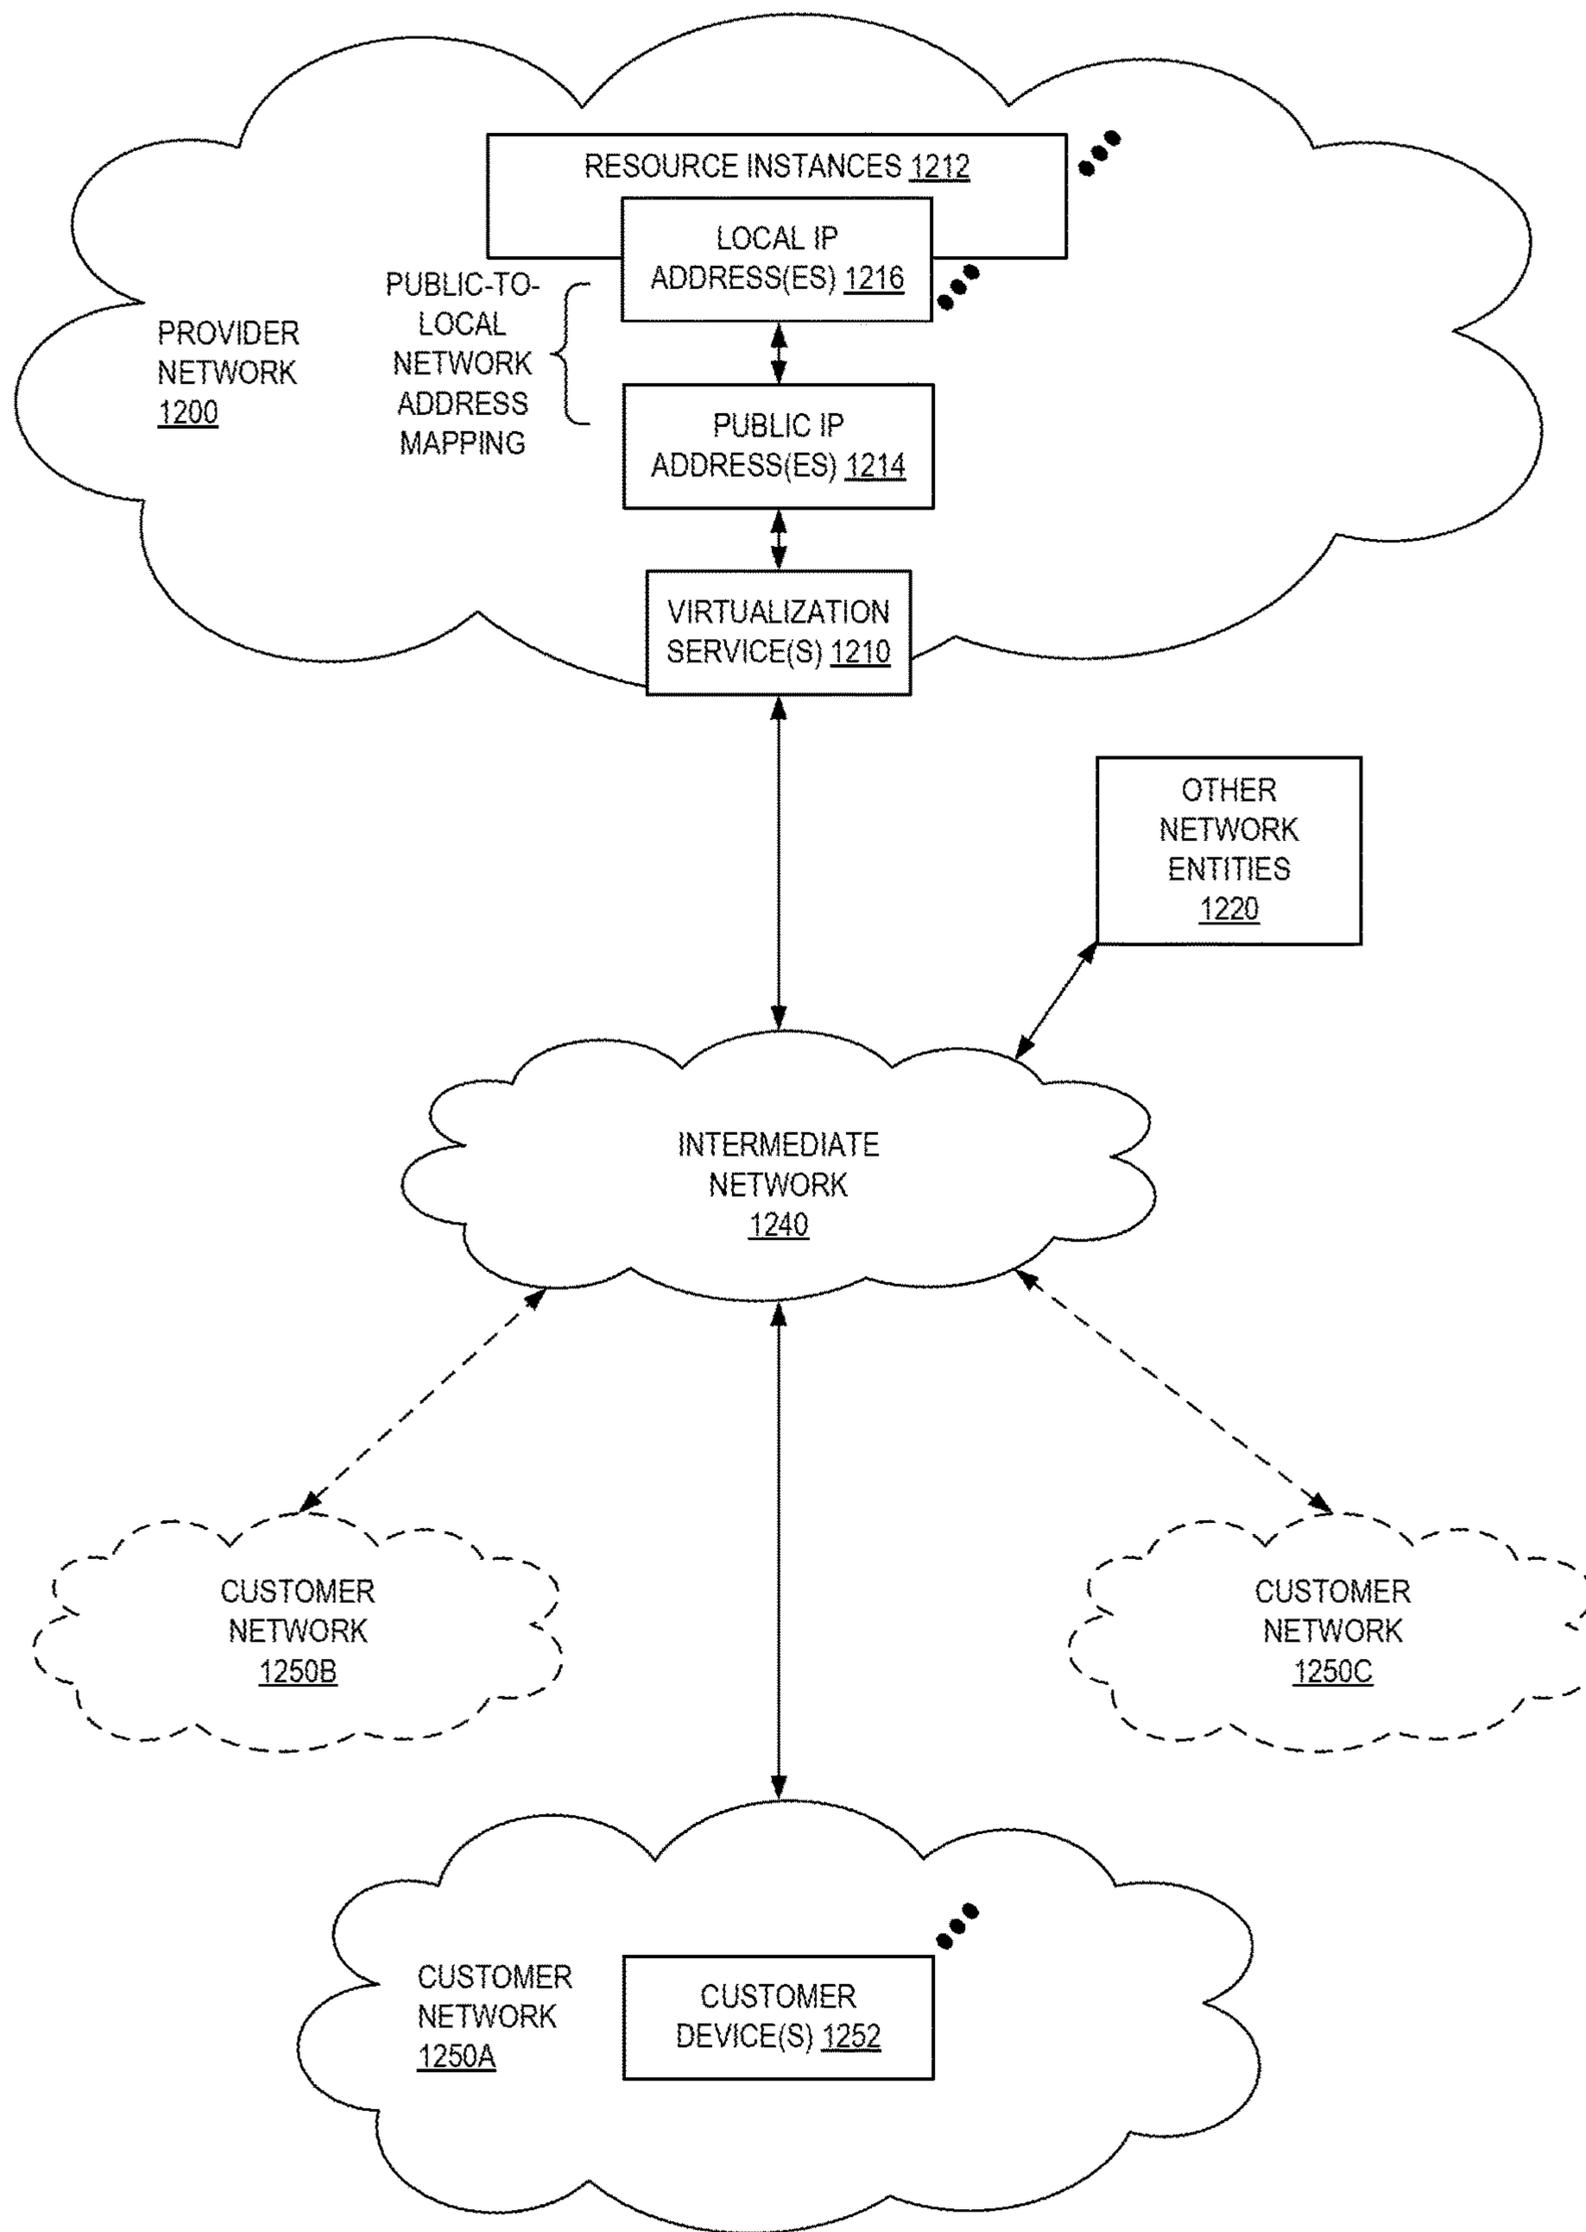 RESOURCE INSTANCES 1212
LOCAL IP
ADDRESS(ES) 1216
PUBLIC-TO-
LOCAL
NETWORK
ADDRESS
MAPPING
PROVIDER
NETWORK
1200
PUBLIC IP
ADDRESS(ES) 1214
VIRTUALIZATION
SERVICE(S) 1210
OTHER
NETWORK
ENTITIES
1220
INTERMEDIATE
NETWORK
1240
CUSTOMER
NETWORK
1250B
CUSTOMER
NETWORK
1250C
CUSTOMER
NETWORK
1250A
CUSTOMER
DEVICE(S) 1252